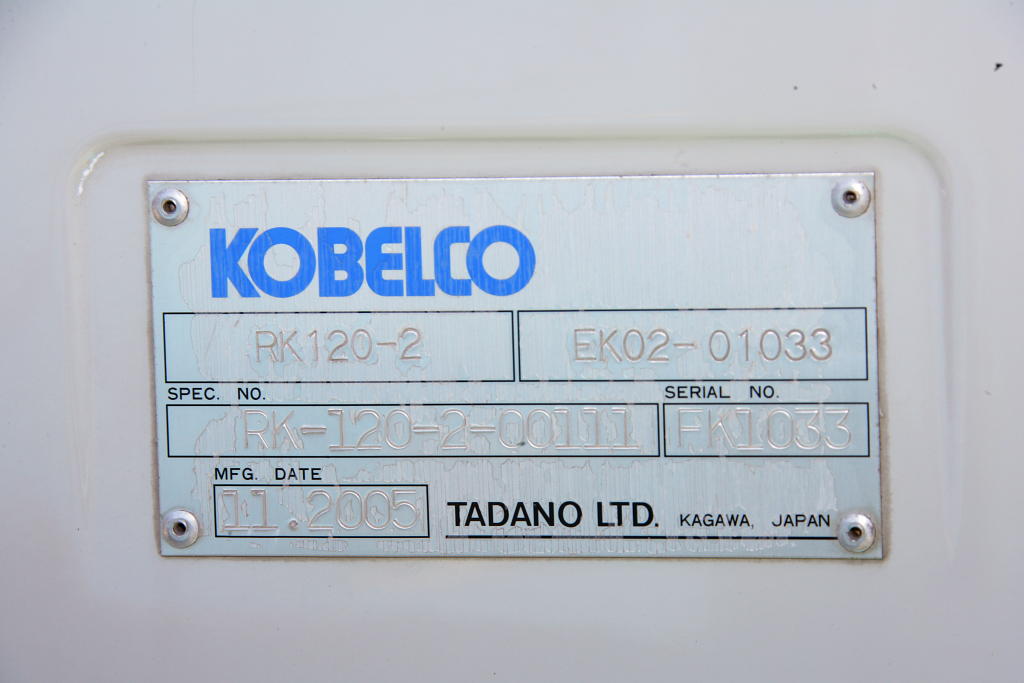 KOBELCO
RK120-2 EK02-01033
SPEC. NO. SERIAL NO.
RK-120-2-00111 FK1033
MFG. DATE
11.2005 TADANO LTD. KAGAWA, JAPAN